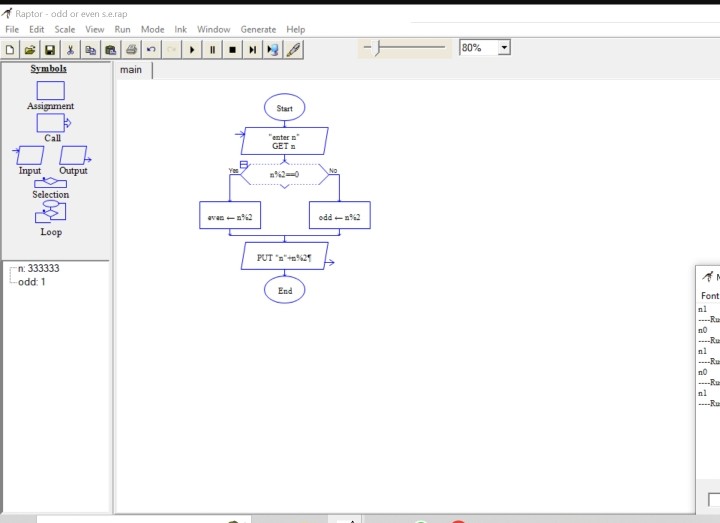 Raptor - odd or even s.e.rap
File Edit Scale View Run Mode Ink Window Generate Help
80%
Symbols
main
Assignment
Call
Input Output
Selection
Loop
Start
"enter n"
GET n
Yes
n%2==0
No
even ← n%2
odd ← n%2
PUT "n"+n%2¶
End
n: 333333
odd: 1
Font
n1
----Ru
n0
----Ru
n1
----Ru
n0
----Ru
n1
----Ru